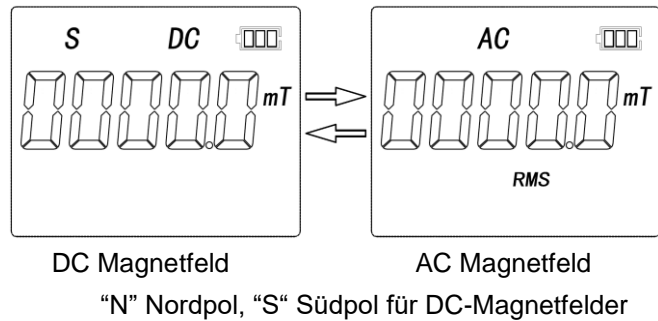 S DC
0000.0 mT
AC
0000.0 mT
RMS
DC Magnetfeld AC Magnetfeld
“N” Nordpol, “S“ Südpol für DC-Magnetfelder